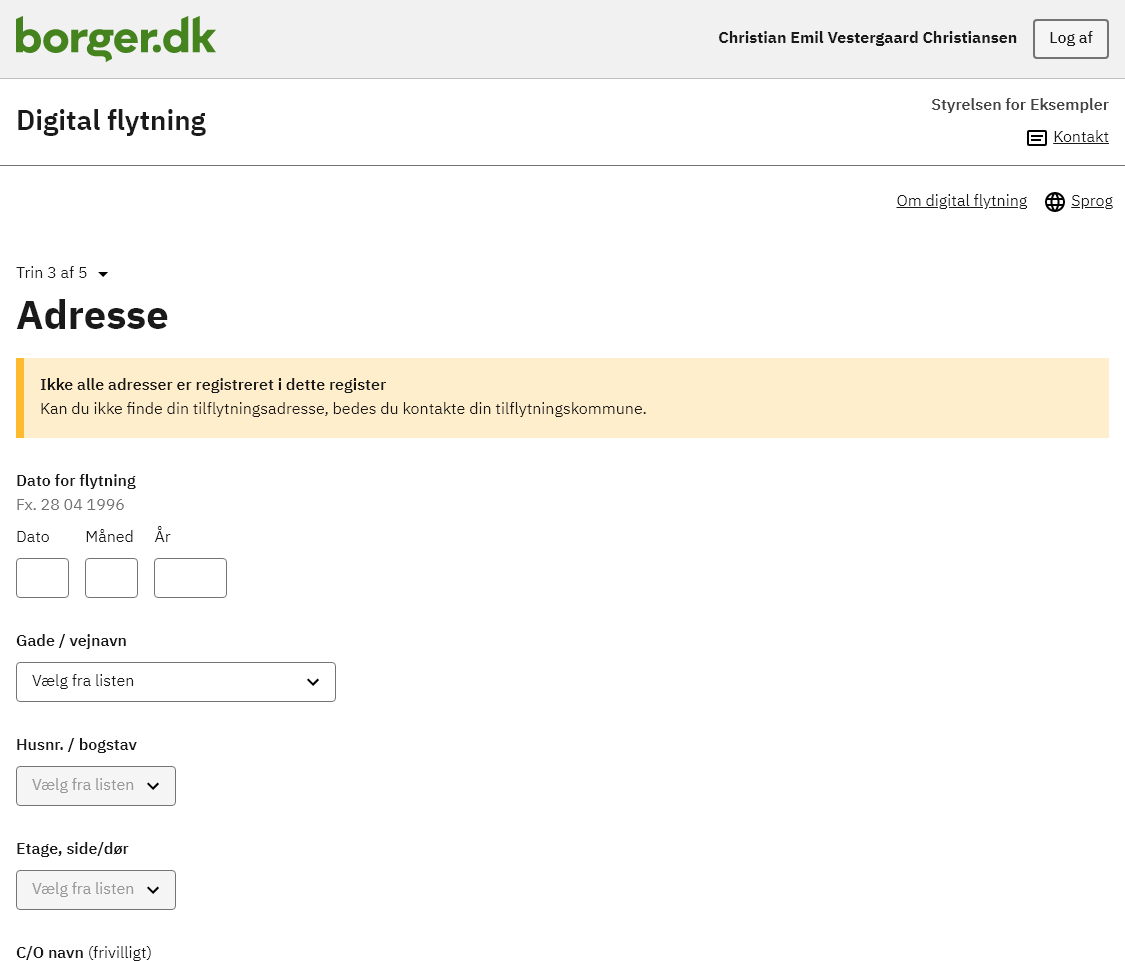 borger.dk
Christian Emil Vestergaard Christiansen
Log af
Digital flytning
Styrelsen for Eksempler
Kontakt
Om digital flytning
Sprog
Trin 3 af 5
Adresse
Ikke alle adresser er registreret i dette register
Kan du ikke finde din tilflytningsadresse, bedes du kontakte din tilflytningskommune.
Dato for flytning
Fx. 28 04 1996
Dato Måned År
Gade / vejnavn
Vælg fra listen
Husnr. / bogstav
Vælg fra listen
Etage, side/dør
Vælg fra listen
C/O navn (frivilligt)